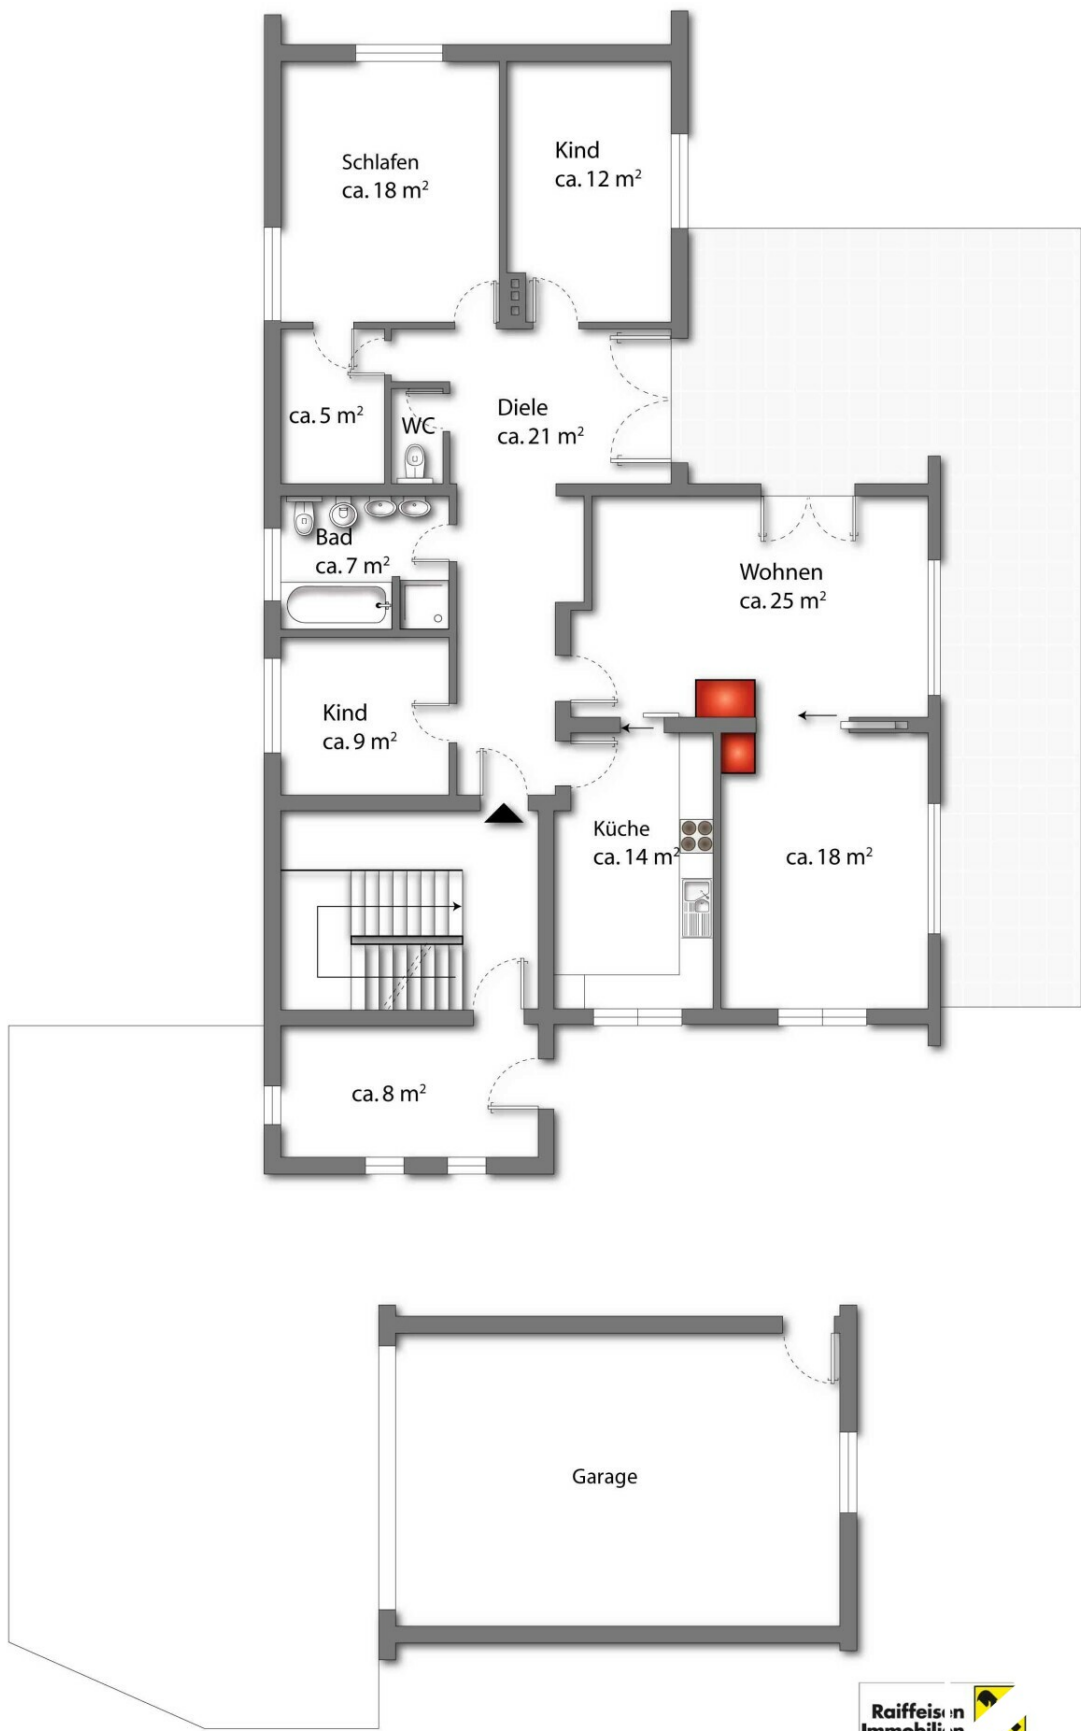 Schlafen
ca. 18 m²
Kind
ca. 12 m²
ca. 5 m²
WC
Diele
ca. 21 m²
Bad
ca. 7 m²
Wohnen
ca. 25 m²
Kind
ca. 9 m²
Küche
ca. 14 m²
ca. 18 m²
ca. 8 m²
Garage
Raiffeisen
Immobilien